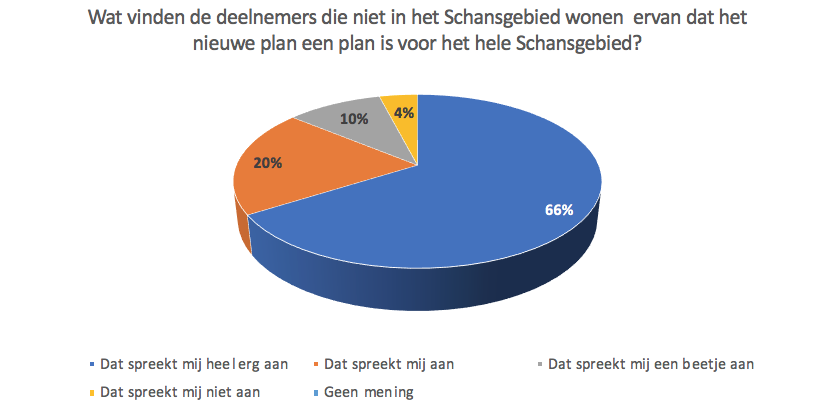 Wat vinden de deelnemers die niet in het Schansgebied wonen ervan dat het
nieuwe plan een plan is voor het hele Schansgebied?
4%
10%
20%
66%
Dat spreekt mij heel erg aan
Dat spreekt mij aan
Dat spreekt mij een beetje aan
Dat spreekt mij niet aan
Geen mening